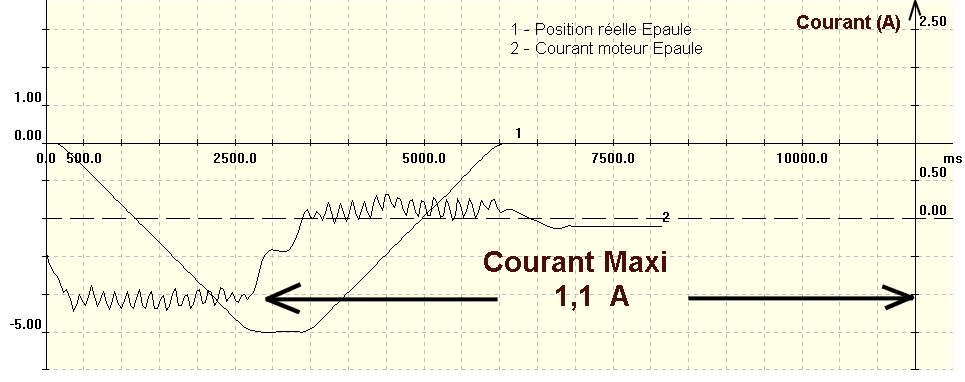 Courant (A)
2.50
1 - Position réelle Epaule
2 - Courant moteur Epaule
1.00
0.00
1
0.0 500.0 2500.0 5000.0 7500.0 10000.0 ms
0.50
0.00
2
Courant Maxi
1,1 A
-5.00